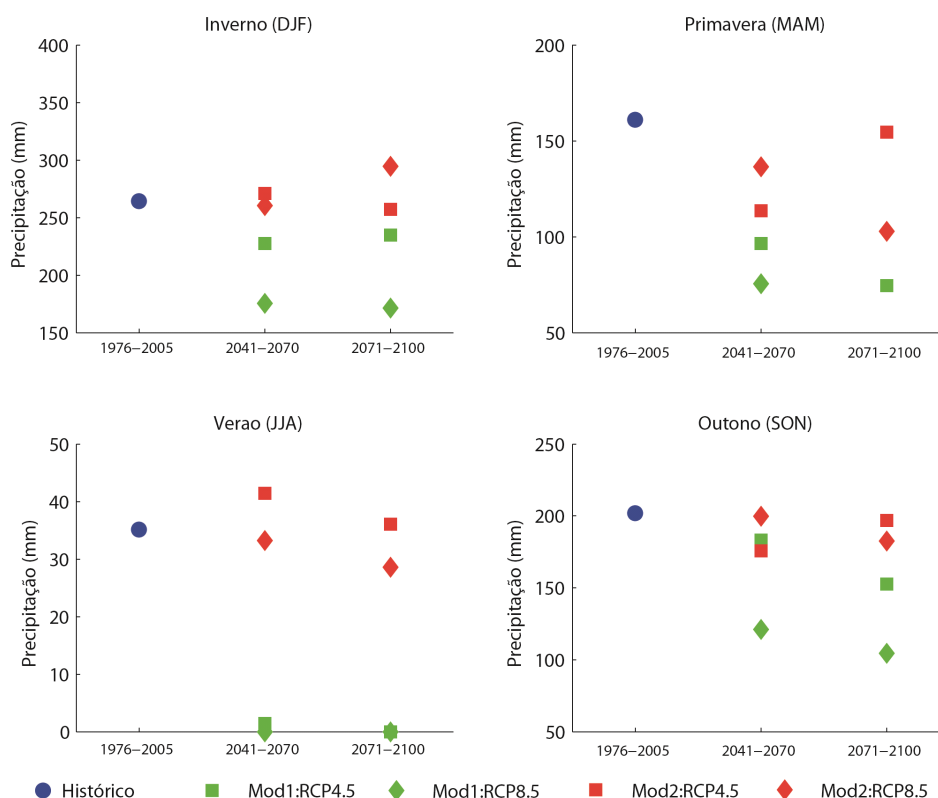 Inverno (DJF)
Precipitação (mm)
400
350
300
250
200
150
1976–2005
2041–2070
2071–2100
Primavera (MAM)
Precipitação (mm)
200
150
100
50
1976–2005
2041–2070
2071–2100
Verao (JJA)
Precipitação (mm)
50
40
30
20
10
0
1976–2005
2041–2070
2071–2100
Outono (SON)
Precipitação (mm)
250
200
150
100
50
1976–2005
2041–2070
2071–2100
Histórico
Mod1:RCP4.5
Mod1:RCP8.5
Mod2:RCP4.5
Mod2:RCP8.5